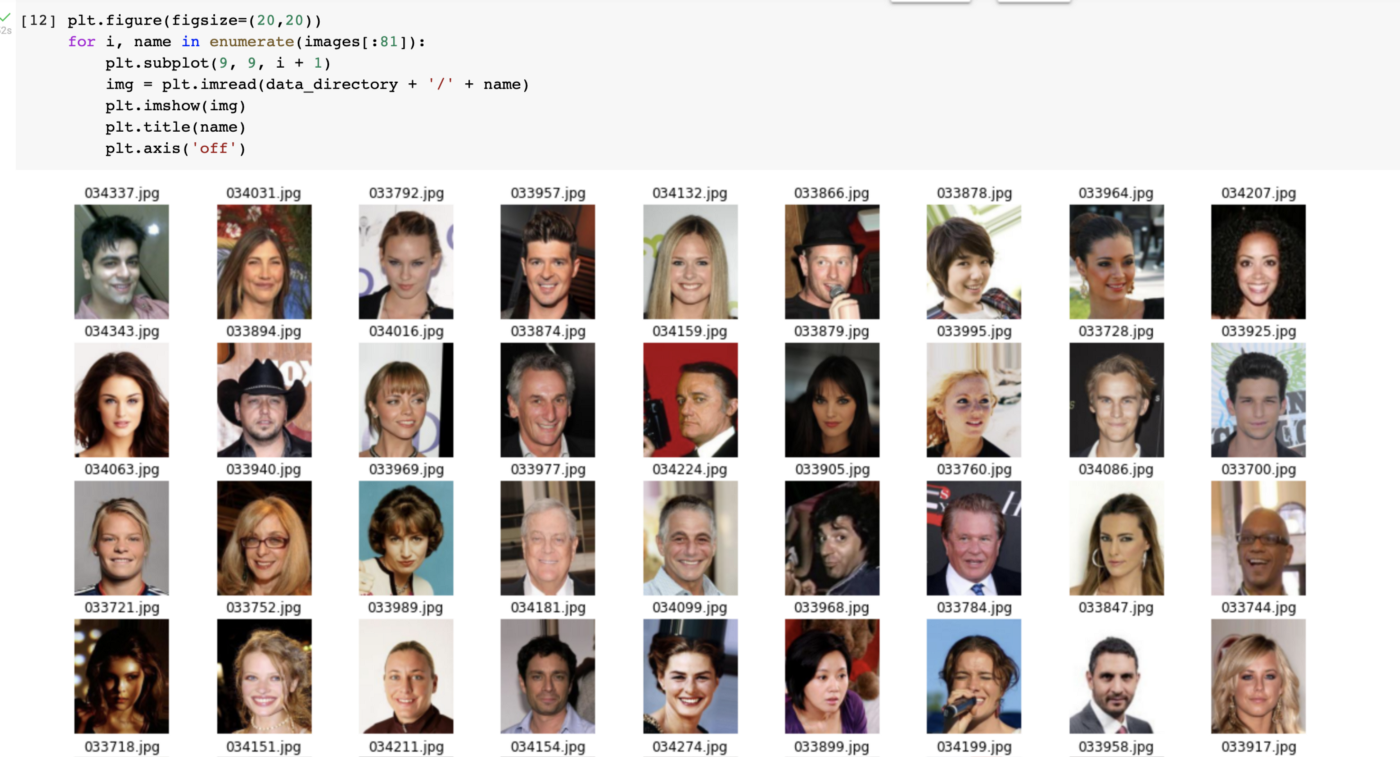 [12] plt.figure(figsize=(20,20))
for i, name in enumerate(images[:81]):
plt.subplot(9, 9, i + 1)
img = plt.imread(data_directory + '/' + name)
plt.imshow(img)
plt.title(name)
plt.axis('off')
034337.jpg 034031.jpg 033792.jpg 033957.jpg 034132.jpg 033866.jpg 033878.jpg 033964.jpg 034207.jpg
034343.jpg 033894.jpg 034016.jpg 033874.jpg 034159.jpg 033879.jpg 033995.jpg 033728.jpg 033925.jpg
034063.jpg 033940.jpg 033969.jpg 033977.jpg 034224.jpg 033905.jpg 033760.jpg 034086.jpg 033700.jpg
033721.jpg 033752.jpg 033989.jpg 034181.jpg 034099.jpg 033968.jpg 033784.jpg 033847.jpg 033744.jpg
033718.jpg 034151.jpg 034211.jpg 034154.jpg 034274.jpg 033899.jpg 034199.jpg 033958.jpg 033917.jpg